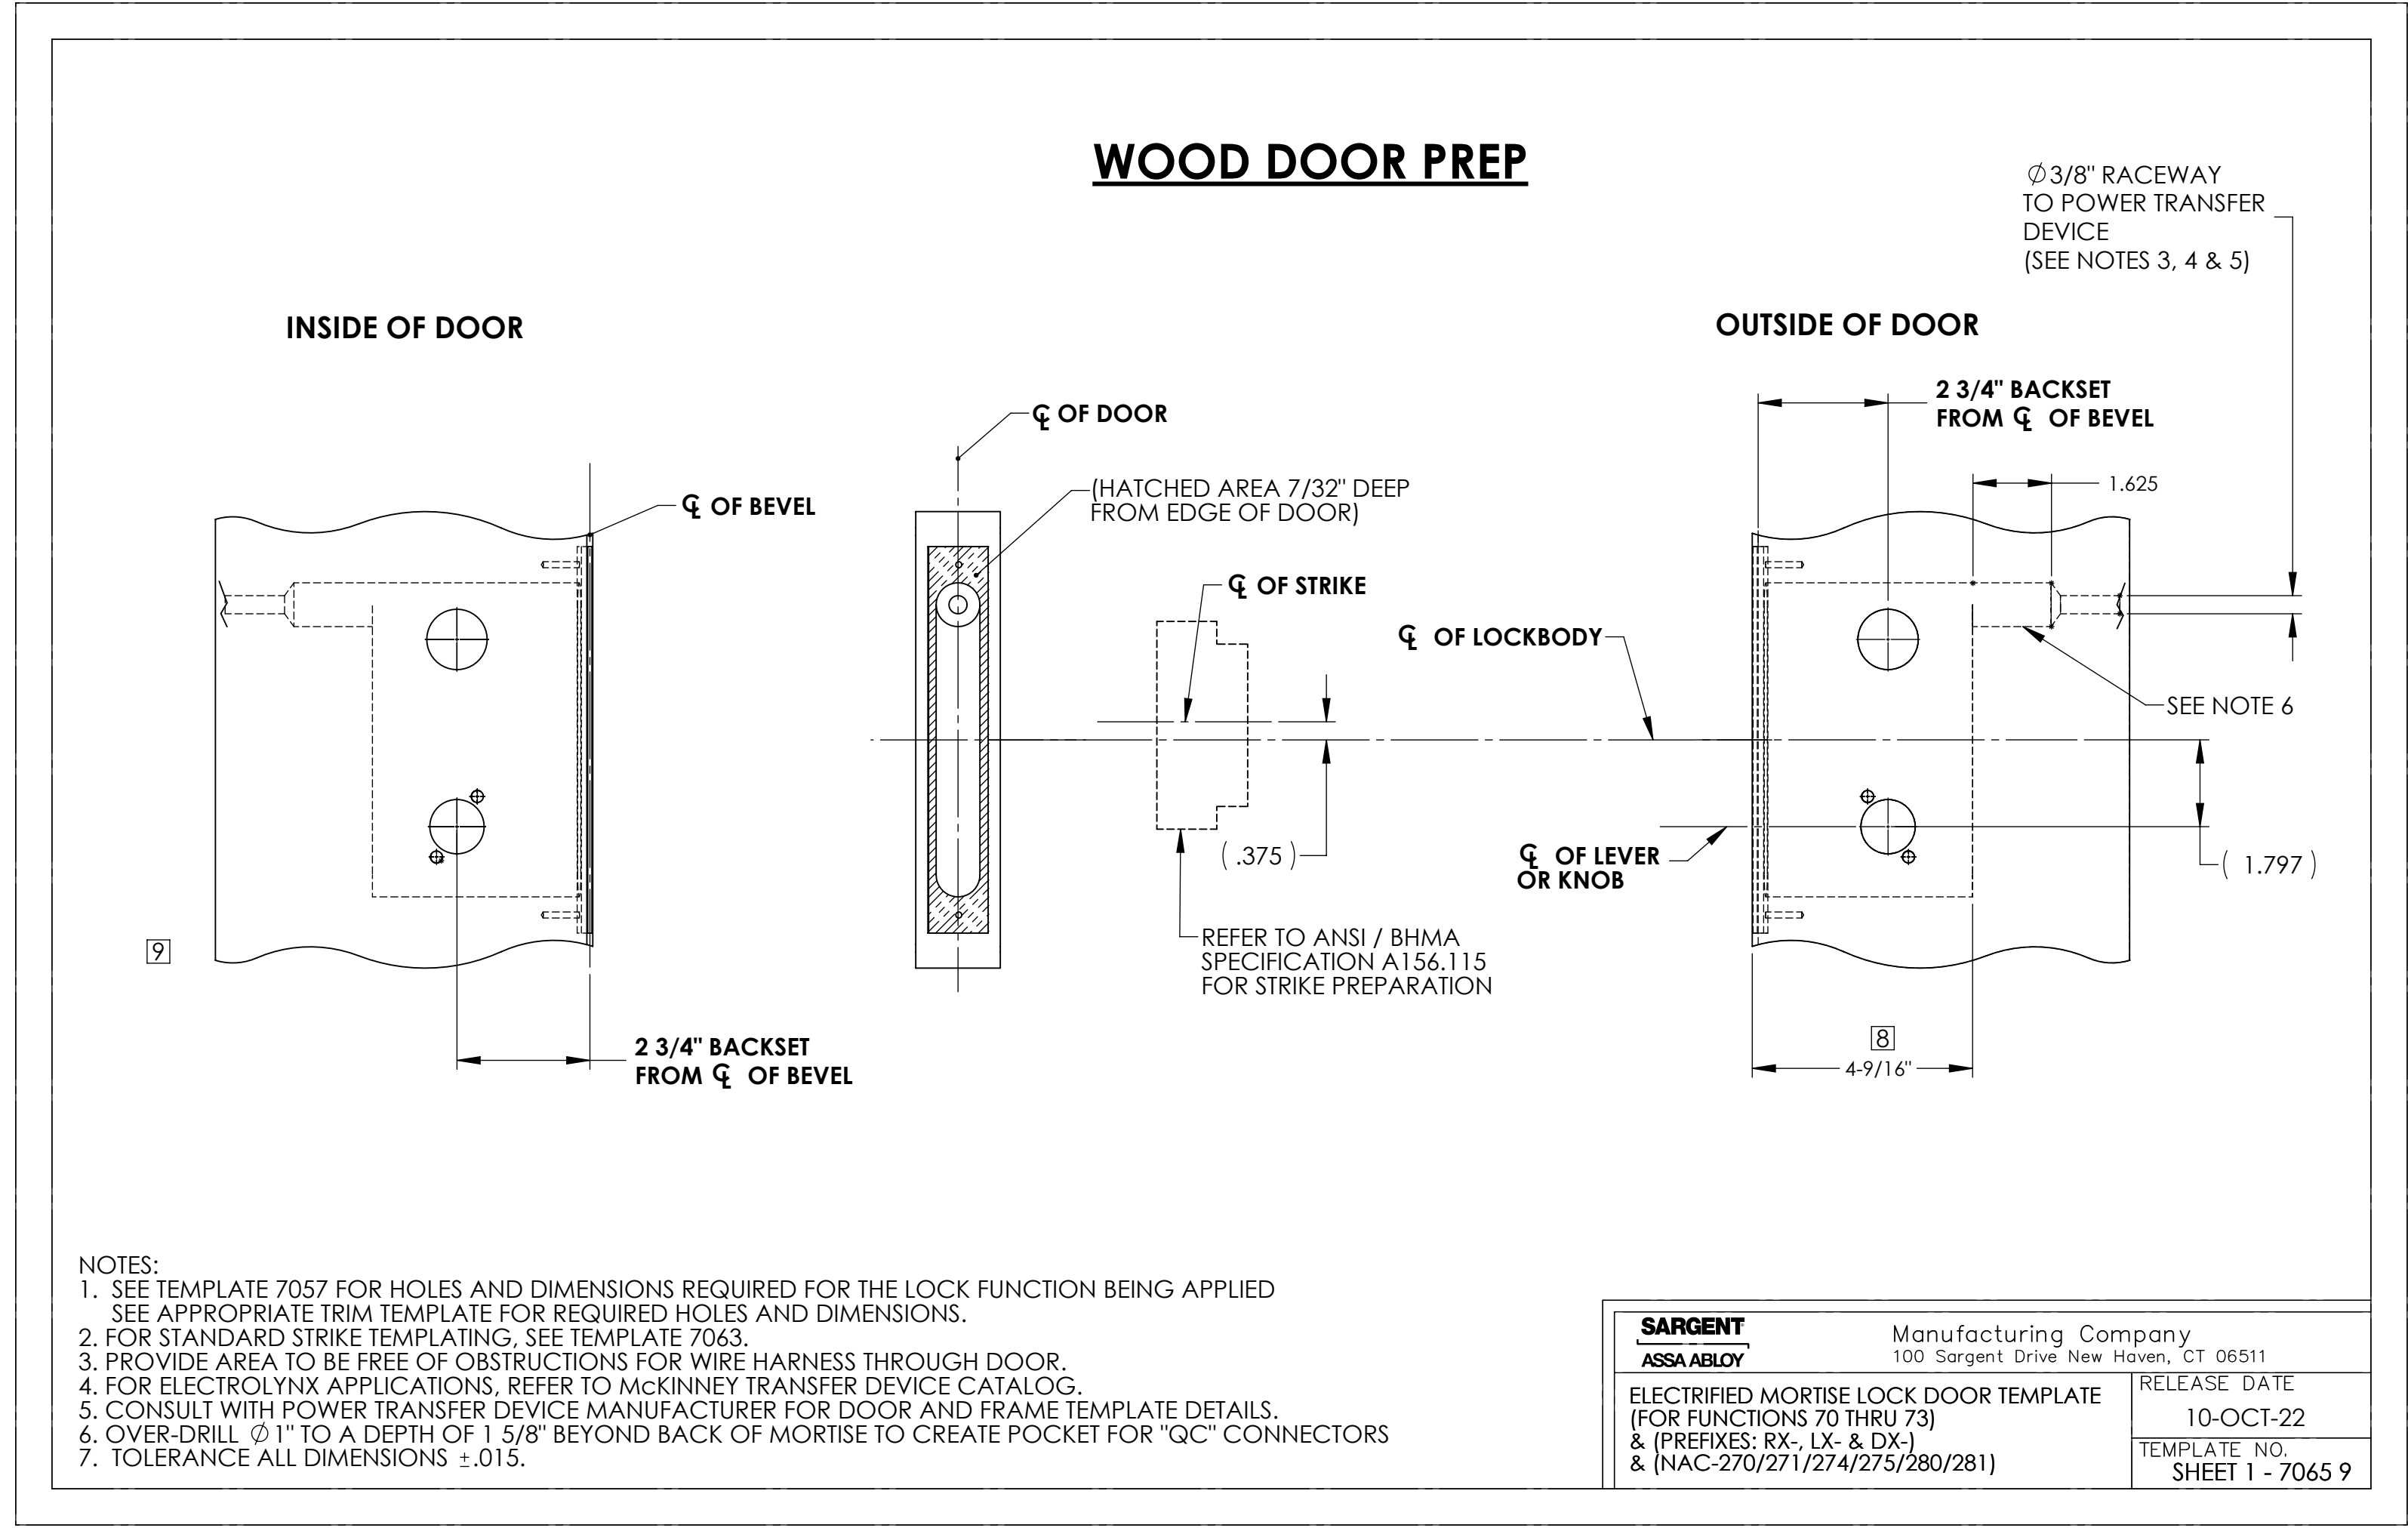 WOOD DOOR PREP
∅3/8" RACEWAY
TO POWER TRANSFER
DEVICE
(SEE NOTES 3, 4 & 5)
INSIDE OF DOOR
OUTSIDE OF DOOR
2 3/4" BACKSET
FROM ℄ OF BEVEL
℄ OF DOOR
(HATCHED AREA 7/32" DEEP
FROM EDGE OF DOOR)
1.625
℄ OF BEVEL
℄ OF STRIKE
℄ OF LOCKBODY
SEE NOTE 6
(.375)
℄ OF LEVER
OR KNOB
(1.797)
REFER TO ANSI / BHMA
SPECIFICATION A156.115
FOR STRIKE PREPARATION
9
2 3/4" BACKSET
FROM ℄ OF BEVEL
8
4-9/16"
NOTES:
1. SEE TEMPLATE 7057 FOR HOLES AND DIMENSIONS REQUIRED FOR THE LOCK FUNCTION BEING APPLIED
SEE APPROPRIATE TRIM TEMPLATE FOR REQUIRED HOLES AND DIMENSIONS.
2. FOR STANDARD STRIKE TEMPLATING, SEE TEMPLATE 7063.
3. PROVIDE AREA TO BE FREE OF OBSTRUCTIONS FOR WIRE HARNESS THROUGH DOOR.
4. FOR ELECTROLYNX APPLICATIONS, REFER TO McKINNEY TRANSFER DEVICE CATALOG.
5. CONSULT WITH POWER TRANSFER DEVICE MANUFACTURER FOR DOOR AND FRAME TEMPLATE DETAILS.
6. OVER-DRILL ∅1" TO A DEPTH OF 1 5/8" BEYOND BACK OF MORTISE TO CREATE POCKET FOR "QC" CONNECTORS
7. TOLERANCE ALL DIMENSIONS ±.015.
SARGENT
ASSA ABLOY
Manufacturing Company
100 Sargent Drive New Haven, CT 06511
ELECTRIFIED MORTISE LOCK DOOR TEMPLATE
(FOR FUNCTIONS 70 THRU 73)
& (PREFIXES: RX-, LX- & DX-)
& (NAC-270/271/274/275/280/281)
RELEASE DATE
10-OCT-22
TEMPLATE NO.
SHEET 1 - 7065 9